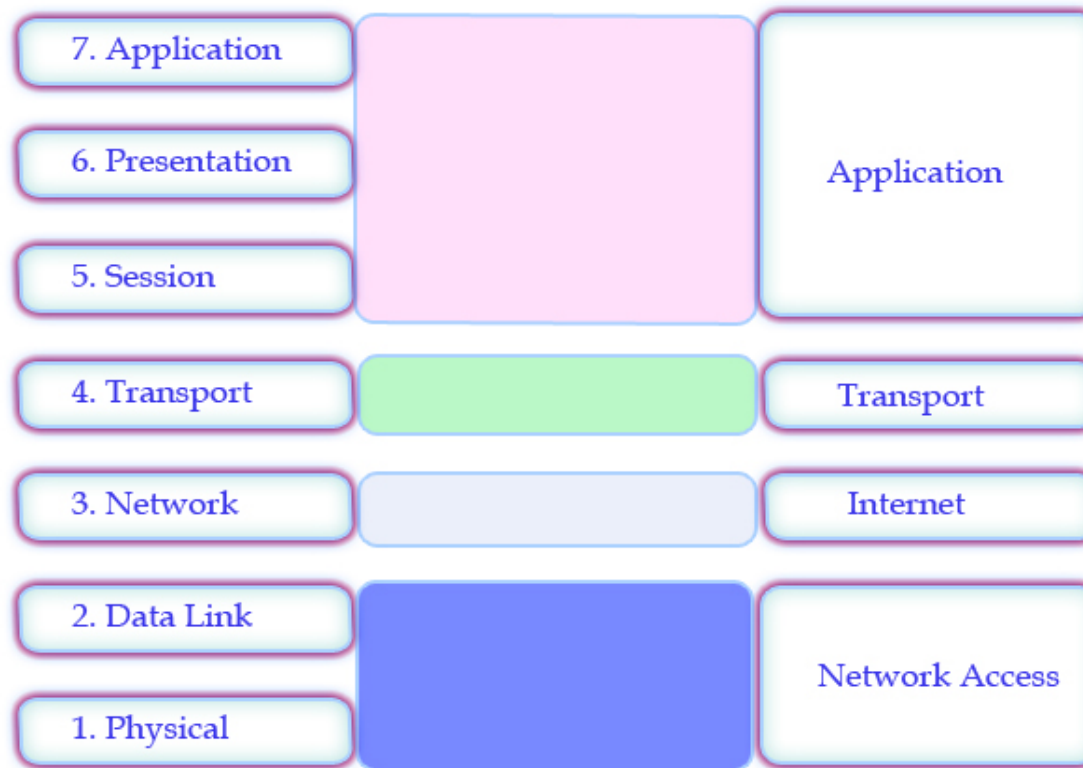 7. Application
6. Presentation
5. Session
4. Transport
3. Network
2. Data Link
1. Physical
Application
Transport
Internet
Network Access